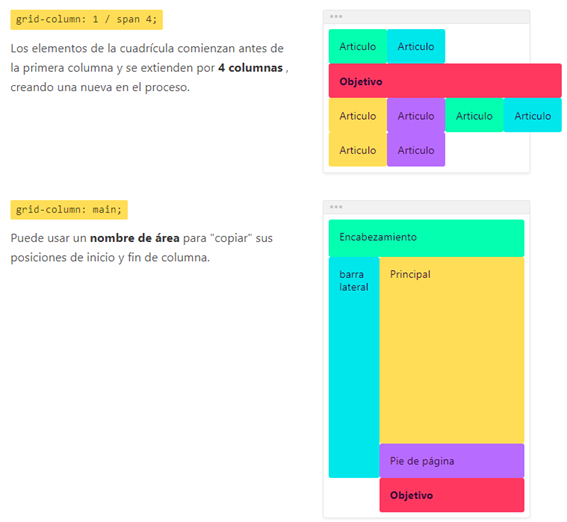 grid-column: 1 / span 4;
Los elementos de la cuadrícula comienzan antes de
la primera columna y se extienden por 4 columnas ,
creando una nueva en el proceso.
Articulo Articulo
Objetivo
Articulo Articulo Articulo Articulo
Articulo Articulo
grid-column: main;
Puede usar un nombre de área para "copiar" sus
posiciones de inicio y fin de columna.
Encabezamiento
barra
lateral
Principal
Pie de página
Objetivo